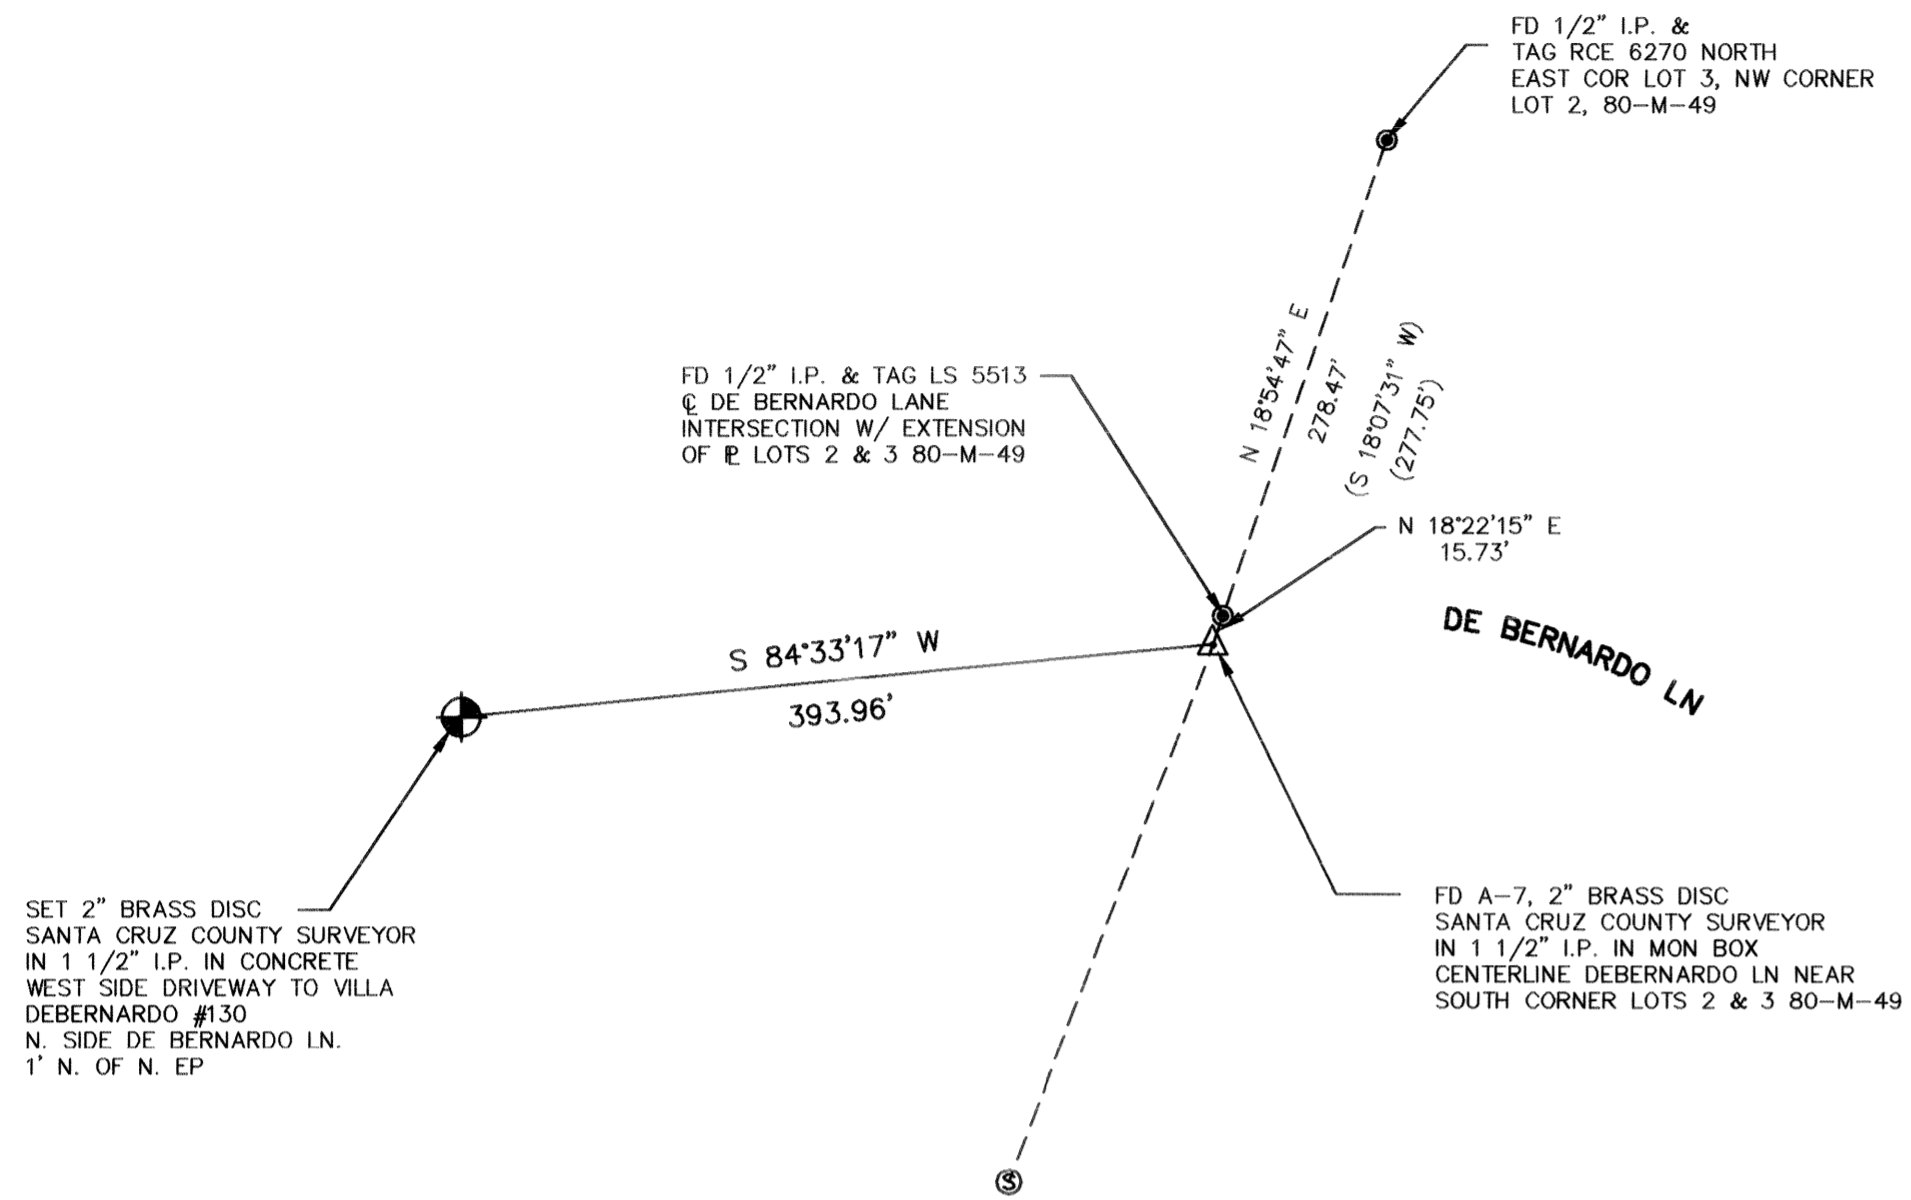 FD 1/2" I.P. &
TAG RCE 6270 NORTH
EAST COR LOT 3, NW CORNER
LOT 2, 80-M-49
N 18°54'47" E
278.47'
(S 18°07'31" W)
(277.75')
FD 1/2" I.P. & TAG LS 5513
℄ DE BERNARDO LANE
INTERSECTION W/ EXTENSION
OF ⅊ LOTS 2 & 3 80-M-49
N 18°22'15" E
15.73'
DE BERNARDO LN
S 84°33'17" W
393.96'
SET 2" BRASS DISC
SANTA CRUZ COUNTY SURVEYOR
IN 1 1/2" I.P. IN CONCRETE
WEST SIDE DRIVEWAY TO VILLA
DEBERNARDO #130
N. SIDE DE BERNARDO LN.
1' N. OF N. EP
FD A-7, 2" BRASS DISC
SANTA CRUZ COUNTY SURVEYOR
IN 1 1/2" I.P. IN MON BOX
CENTERLINE DEBERNARDO LN NEAR
SOUTH CORNER LOTS 2 & 3 80-M-49
S